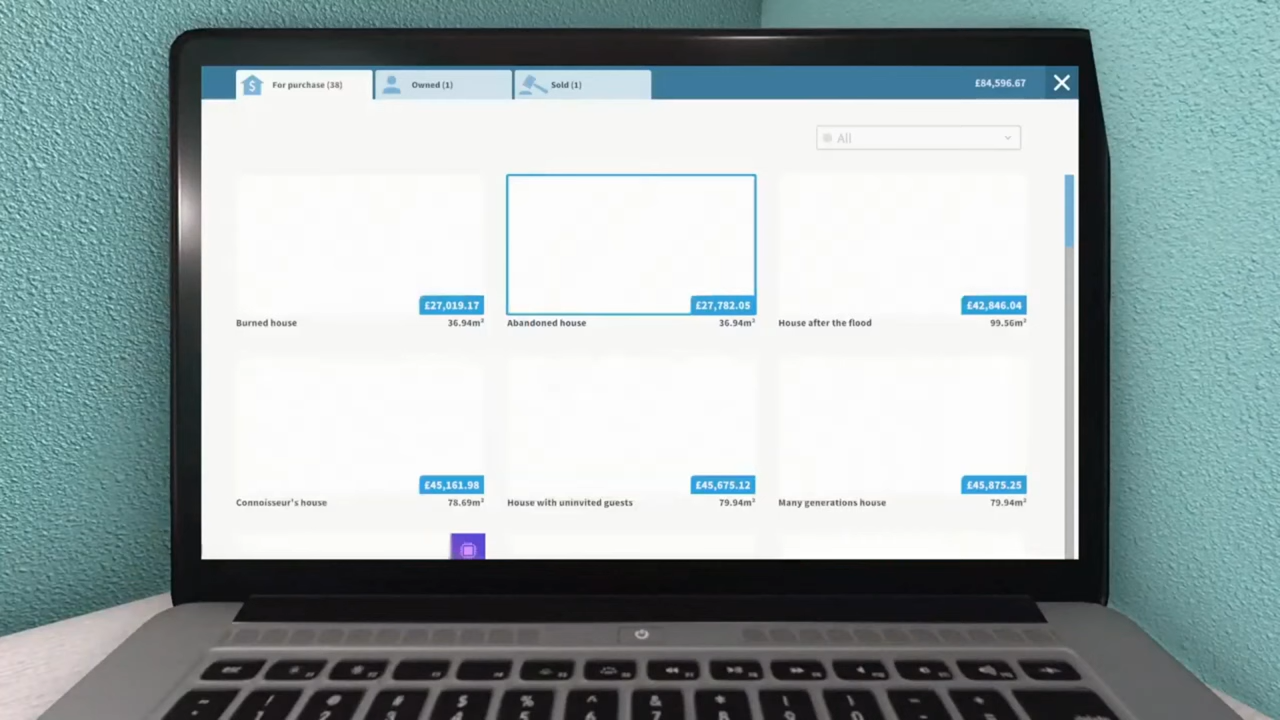 For purchase (38)
Owned (1)
Sold (1)
£84,596.67
All
£27,019.17
Burned house
36.94m²
£27,782.05
Abandoned house
36.94m²
£42,846.04
House after the flood
99.56m²
£45,161.98
Connoisseur's house
78.69m²
£45,675.12
House with uninvited guests
79.94m²
£45,875.25
Many generations house
79.94m²